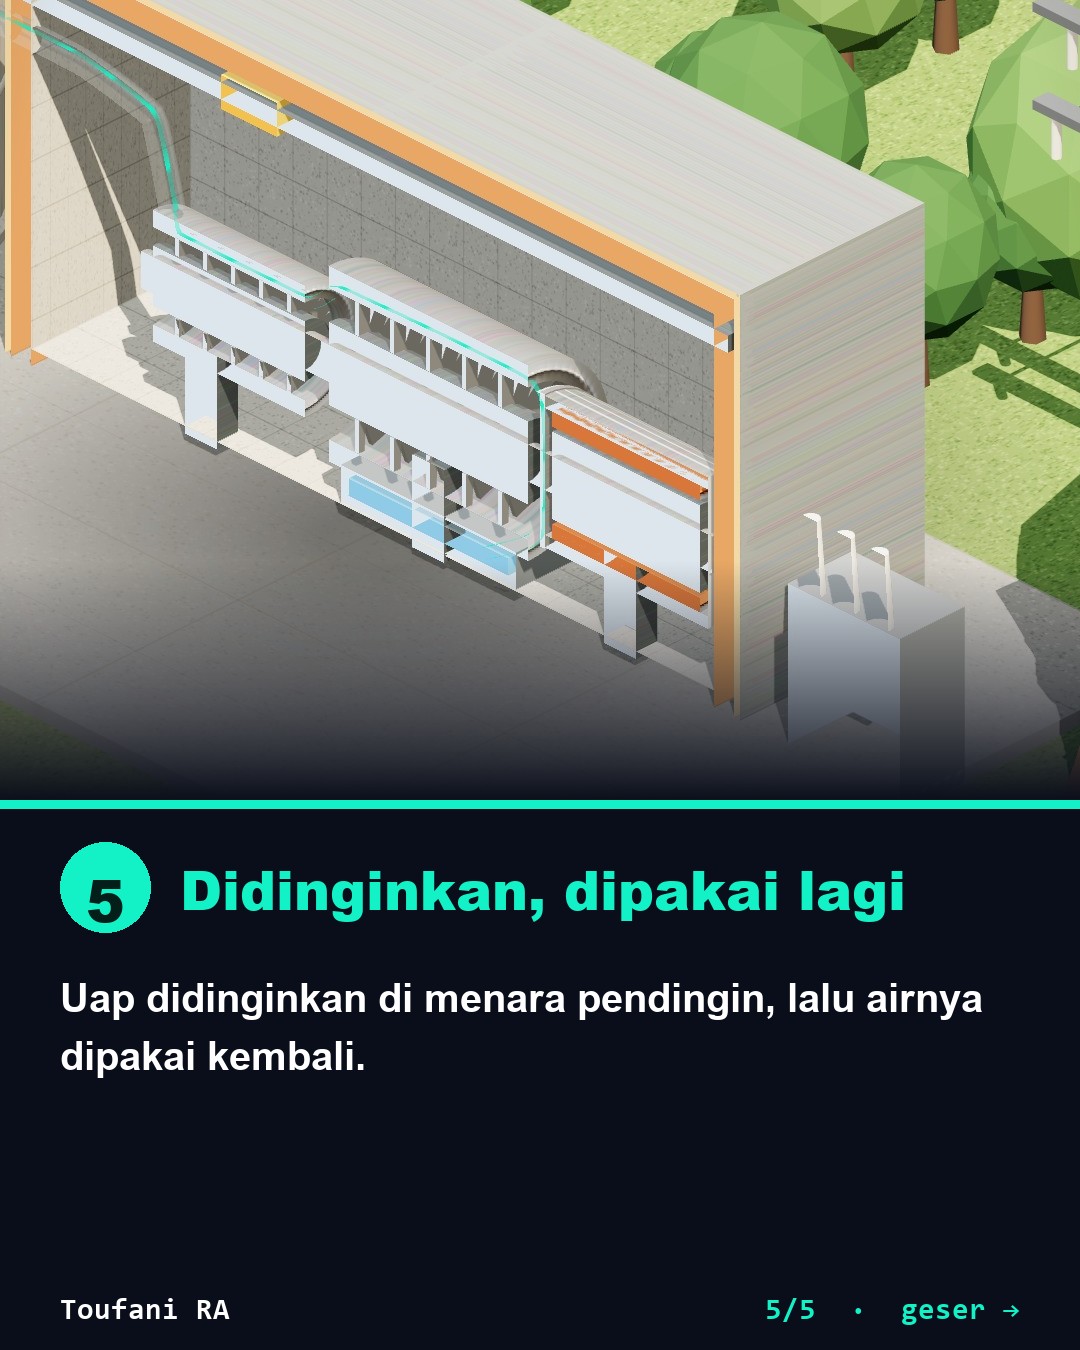 5 Didinginkan, dipakai lagi
Uap didinginkan di menara pendingin, lalu airnya
dipakai kembali.
Toufani RA
5/5 · geser →